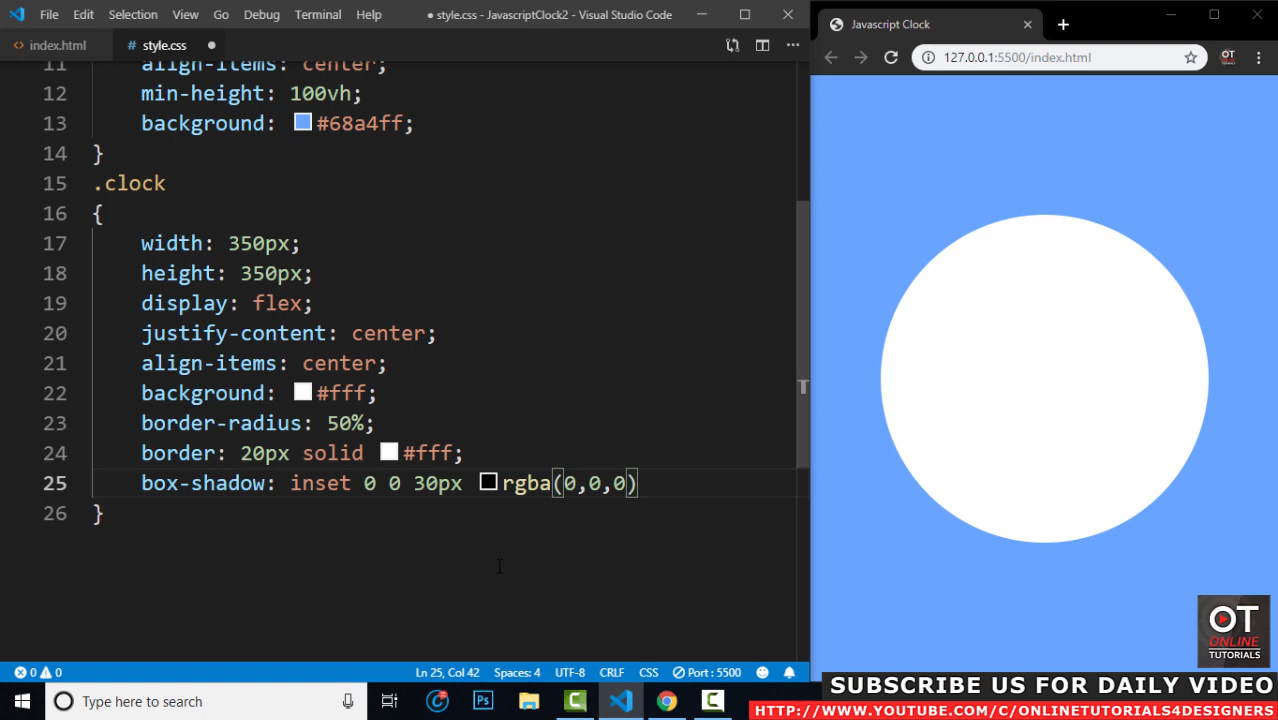 File Edit Selection View Go Debug Terminal Help ● style.css - JavascriptClock2 - Visual Studio Code
<> index.html # style.css ●
11 align-items: center;
12 min-height: 100vh;
13 background: #68a4ff;
14 }
15 .clock
16 {
17 width: 350px;
18 height: 350px;
19 display: flex;
20 justify-content: center;
21 align-items: center;
22 background: #fff;
23 border-radius: 50%;
24 border: 20px solid #fff;
25 box-shadow: inset 0 0 30px rgba(0,0,0)
26 }
0 0 Ln 25, Col 42 Spaces: 4 UTF-8 CRLF CSS Port : 5500
Type here to search
Ps
Javascript Clock
127.0.0.1:5500/index.html OT
OT
ONLINE
TUTORIALS
SUBSCRIBE US FOR DAILY VIDEO
HTTP://WWW.YOUTUBE.COM/C/ONLINETUTORIALS4DESIGNERS